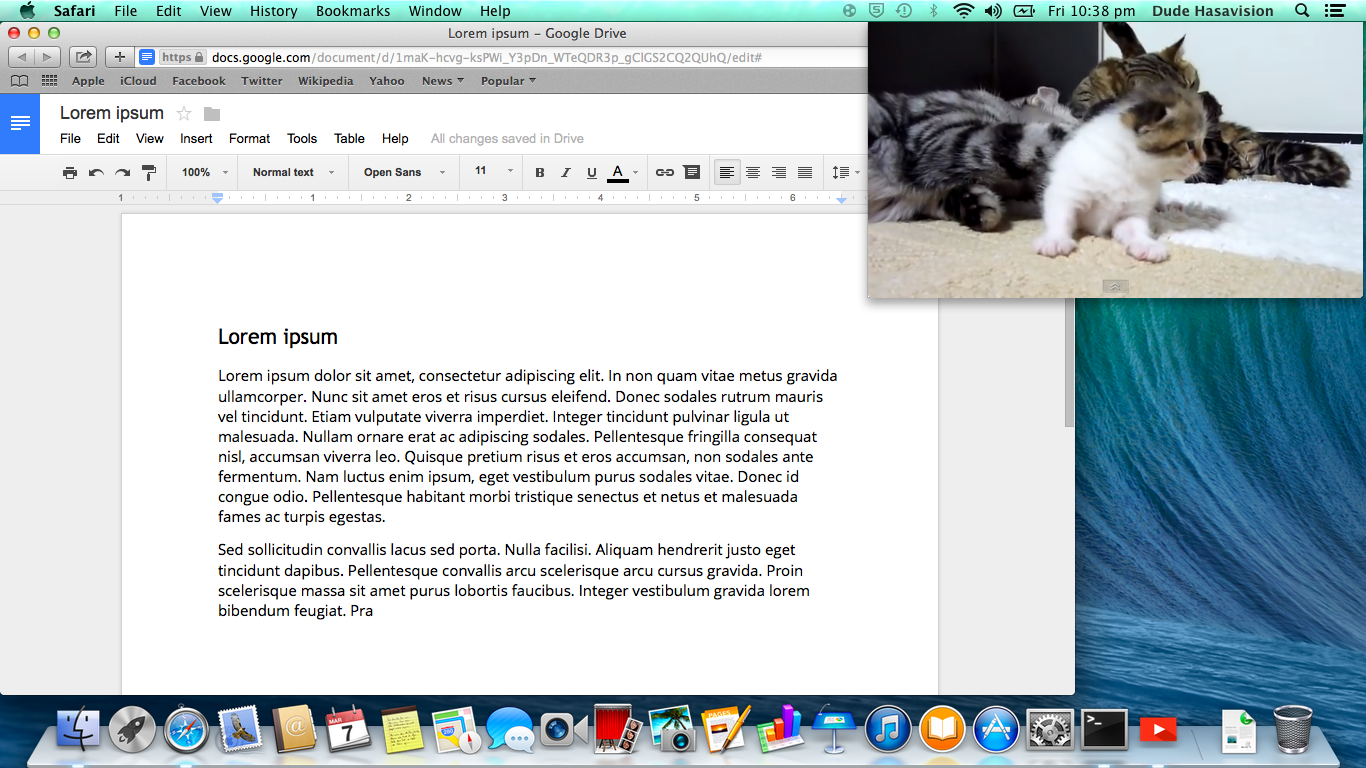 Safari File Edit View History Bookmarks Window Help Fri 10:38 pm Dude Hasavision
Lorem ipsum – Google Drive
https docs.google.com/document/d/1maK-hcvg-ksPWi_Y3pDn_WTeQDR3p_gClGS2CQ2QUhQ/edit#
Apple iCloud Facebook Twitter Wikipedia Yahoo News Popular
Lorem ipsum
File Edit View Insert Format Tools Table Help All changes saved in Drive
100% Normal text Open Sans 11 B I U A
1 1 2 3 4 5 6
Lorem ipsum
Lorem ipsum dolor sit amet, consectetur adipiscing elit. In non quam vitae metus gravida
ullamcorper. Nunc sit amet eros et risus cursus eleifend. Donec sodales rutrum mauris
vel tincidunt. Etiam vulputate viverra imperdiet. Integer tincidunt pulvinar ligula ut
malesuada. Nullam ornare erat ac adipiscing sodales. Pellentesque fringilla consequat
nisl, accumsan viverra leo. Quisque pretium risus et eros accumsan, non sodales ante
fermentum. Nam luctus enim ipsum, eget vestibulum purus sodales vitae. Donec id
congue odio. Pellentesque habitant morbi tristique senectus et netus et malesuada
fames ac turpis egestas.
Sed sollicitudin convallis lacus sed porta. Nulla facilisi. Aliquam hendrerit justo eget
tincidunt dapibus. Pellentesque convallis arcu scelerisque arcu cursus gravida. Proin
scelerisque massa sit amet purus lobortis faucibus. Integer vestibulum gravida lorem
bibendum feugiat. Pra
MAR
7
280
PAGES
>_